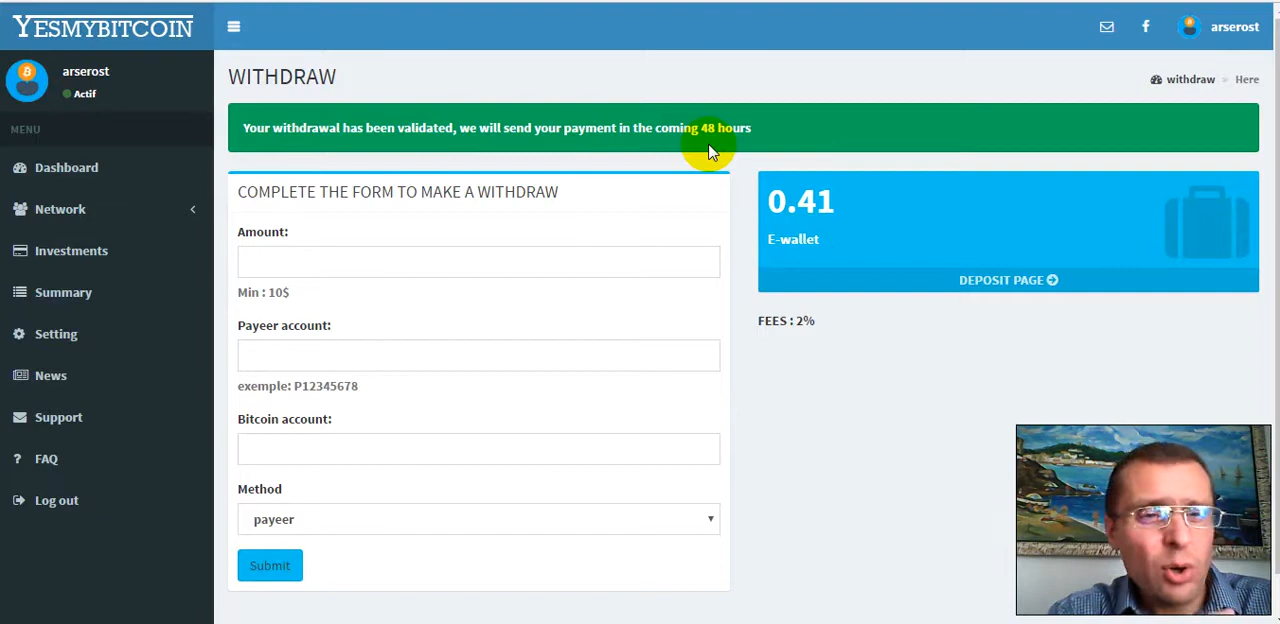 YESMYBITCOIN
arserost
arserost
Actif
MENU
Dashboard
Network
Investments
Summary
Setting
News
Support
FAQ
Log out
WITHDRAW
withdraw » Here
Your withdrawal has been validated, we will send your payment in the coming 48 hours
COMPLETE THE FORM TO MAKE A WITHDRAW
Amount:
Min : 10$
Payeer account:
exemple: P12345678
Bitcoin account:
Method
payeer
Submit
0.41
E-wallet
DEPOSIT PAGE
FEES : 2%